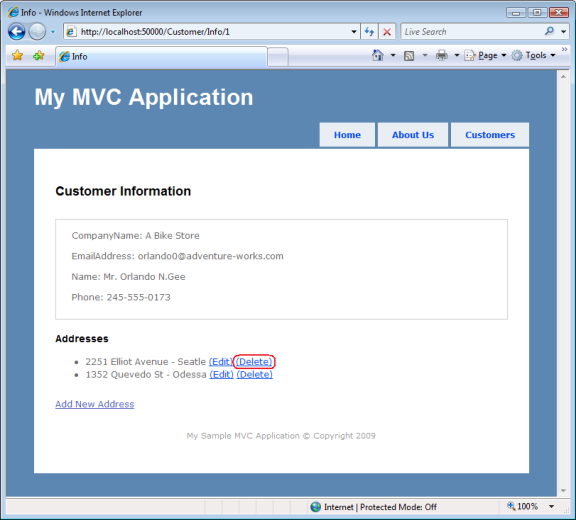 Info - Windows Internet Explorer
http://localhost:50000/Customer/Info/1
Live Search
Info
Page
Tools
My MVC Application
Home
About Us
Customers
Customer Information
CompanyName: A Bike Store
EmailAddress: orlando0@adventure-works.com
Name: Mr. Orlando N.Gee
Phone: 245-555-0173
Addresses
2251 Elliot Avenue - Seatle (Edit) (Delete)
1352 Quevedo St - Odessa (Edit) (Delete)
Add New Address
My Sample MVC Application © Copyright 2009
Internet | Protected Mode: Off
100%